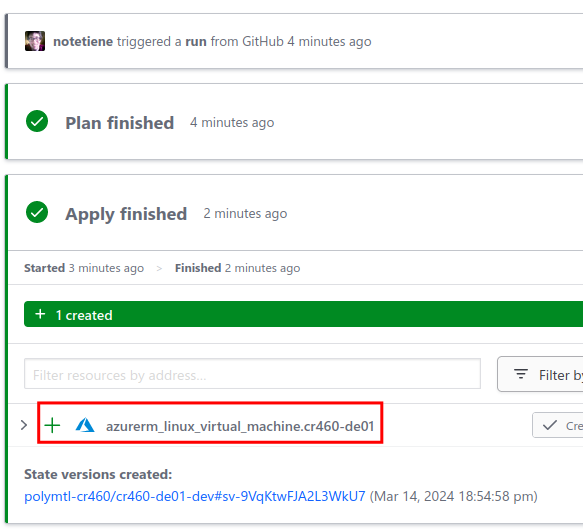 notetiene triggered a run from GitHub 4 minutes ago
Plan finished 4 minutes ago
Apply finished 2 minutes ago
Started 3 minutes ago > Finished 2 minutes ago
+ 1 created
Filter resources by address...
Filter by
azurerm_linux_virtual_machine.cr460-de01
Cre
State versions created:
polymtl-cr460/cr460-de01-dev#sv-9VqKtwFJA2L3WkU7 (Mar 14, 2024 18:54:58 pm)